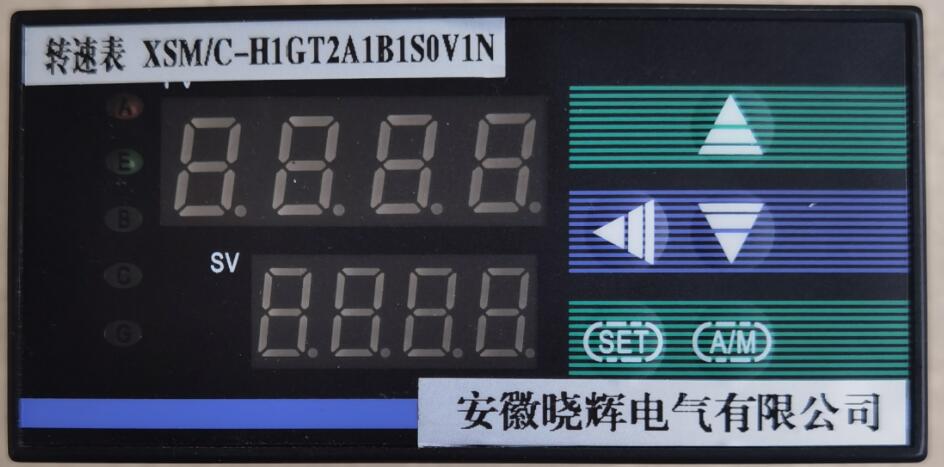 转速表 XSM/C-H1GT2A1B1S0V1N
A
E
B
C
G
SV
SET
A/M
安徽晓辉电气有限公司